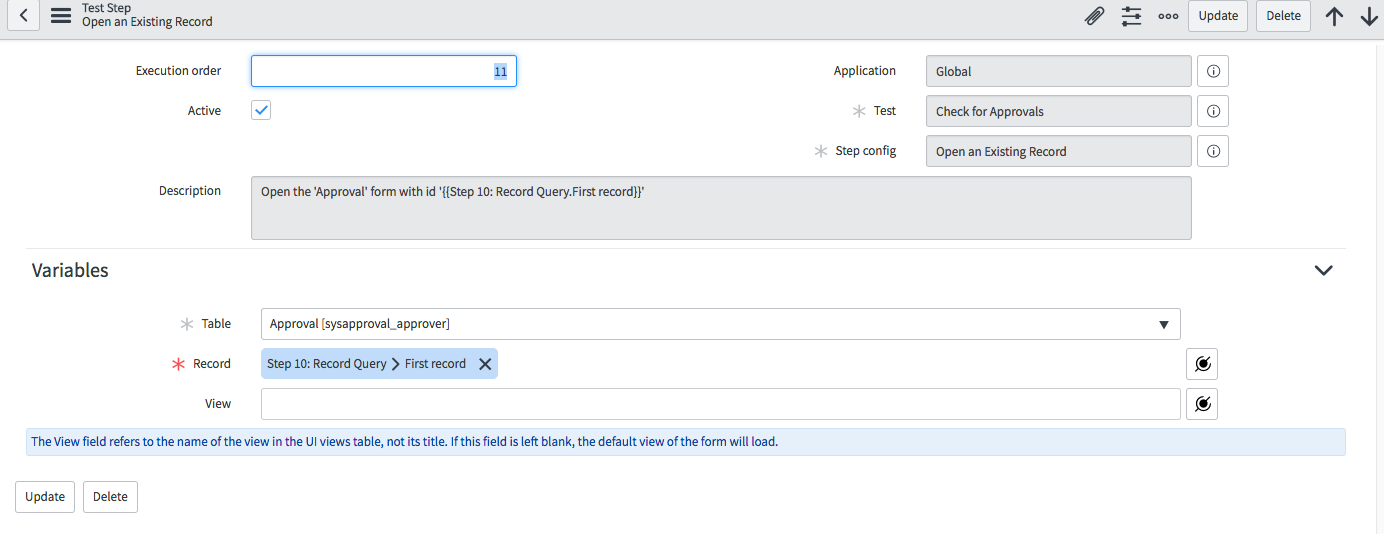 Test Step
Open an Existing Record
Update
Delete
Execution order
11
Application
Global
Active
Test
Check for Approvals
Step config
Open an Existing Record
Description
Open the 'Approval' form with id '{{Step 10: Record Query.First record}}'
Variables
Table
Approval [sysapproval_approver]
Record
Step 10: Record Query > First record
View
The View field refers to the name of the view in the UI views table, not its title. If this field is left blank, the default view of the form will load.
Update
Delete